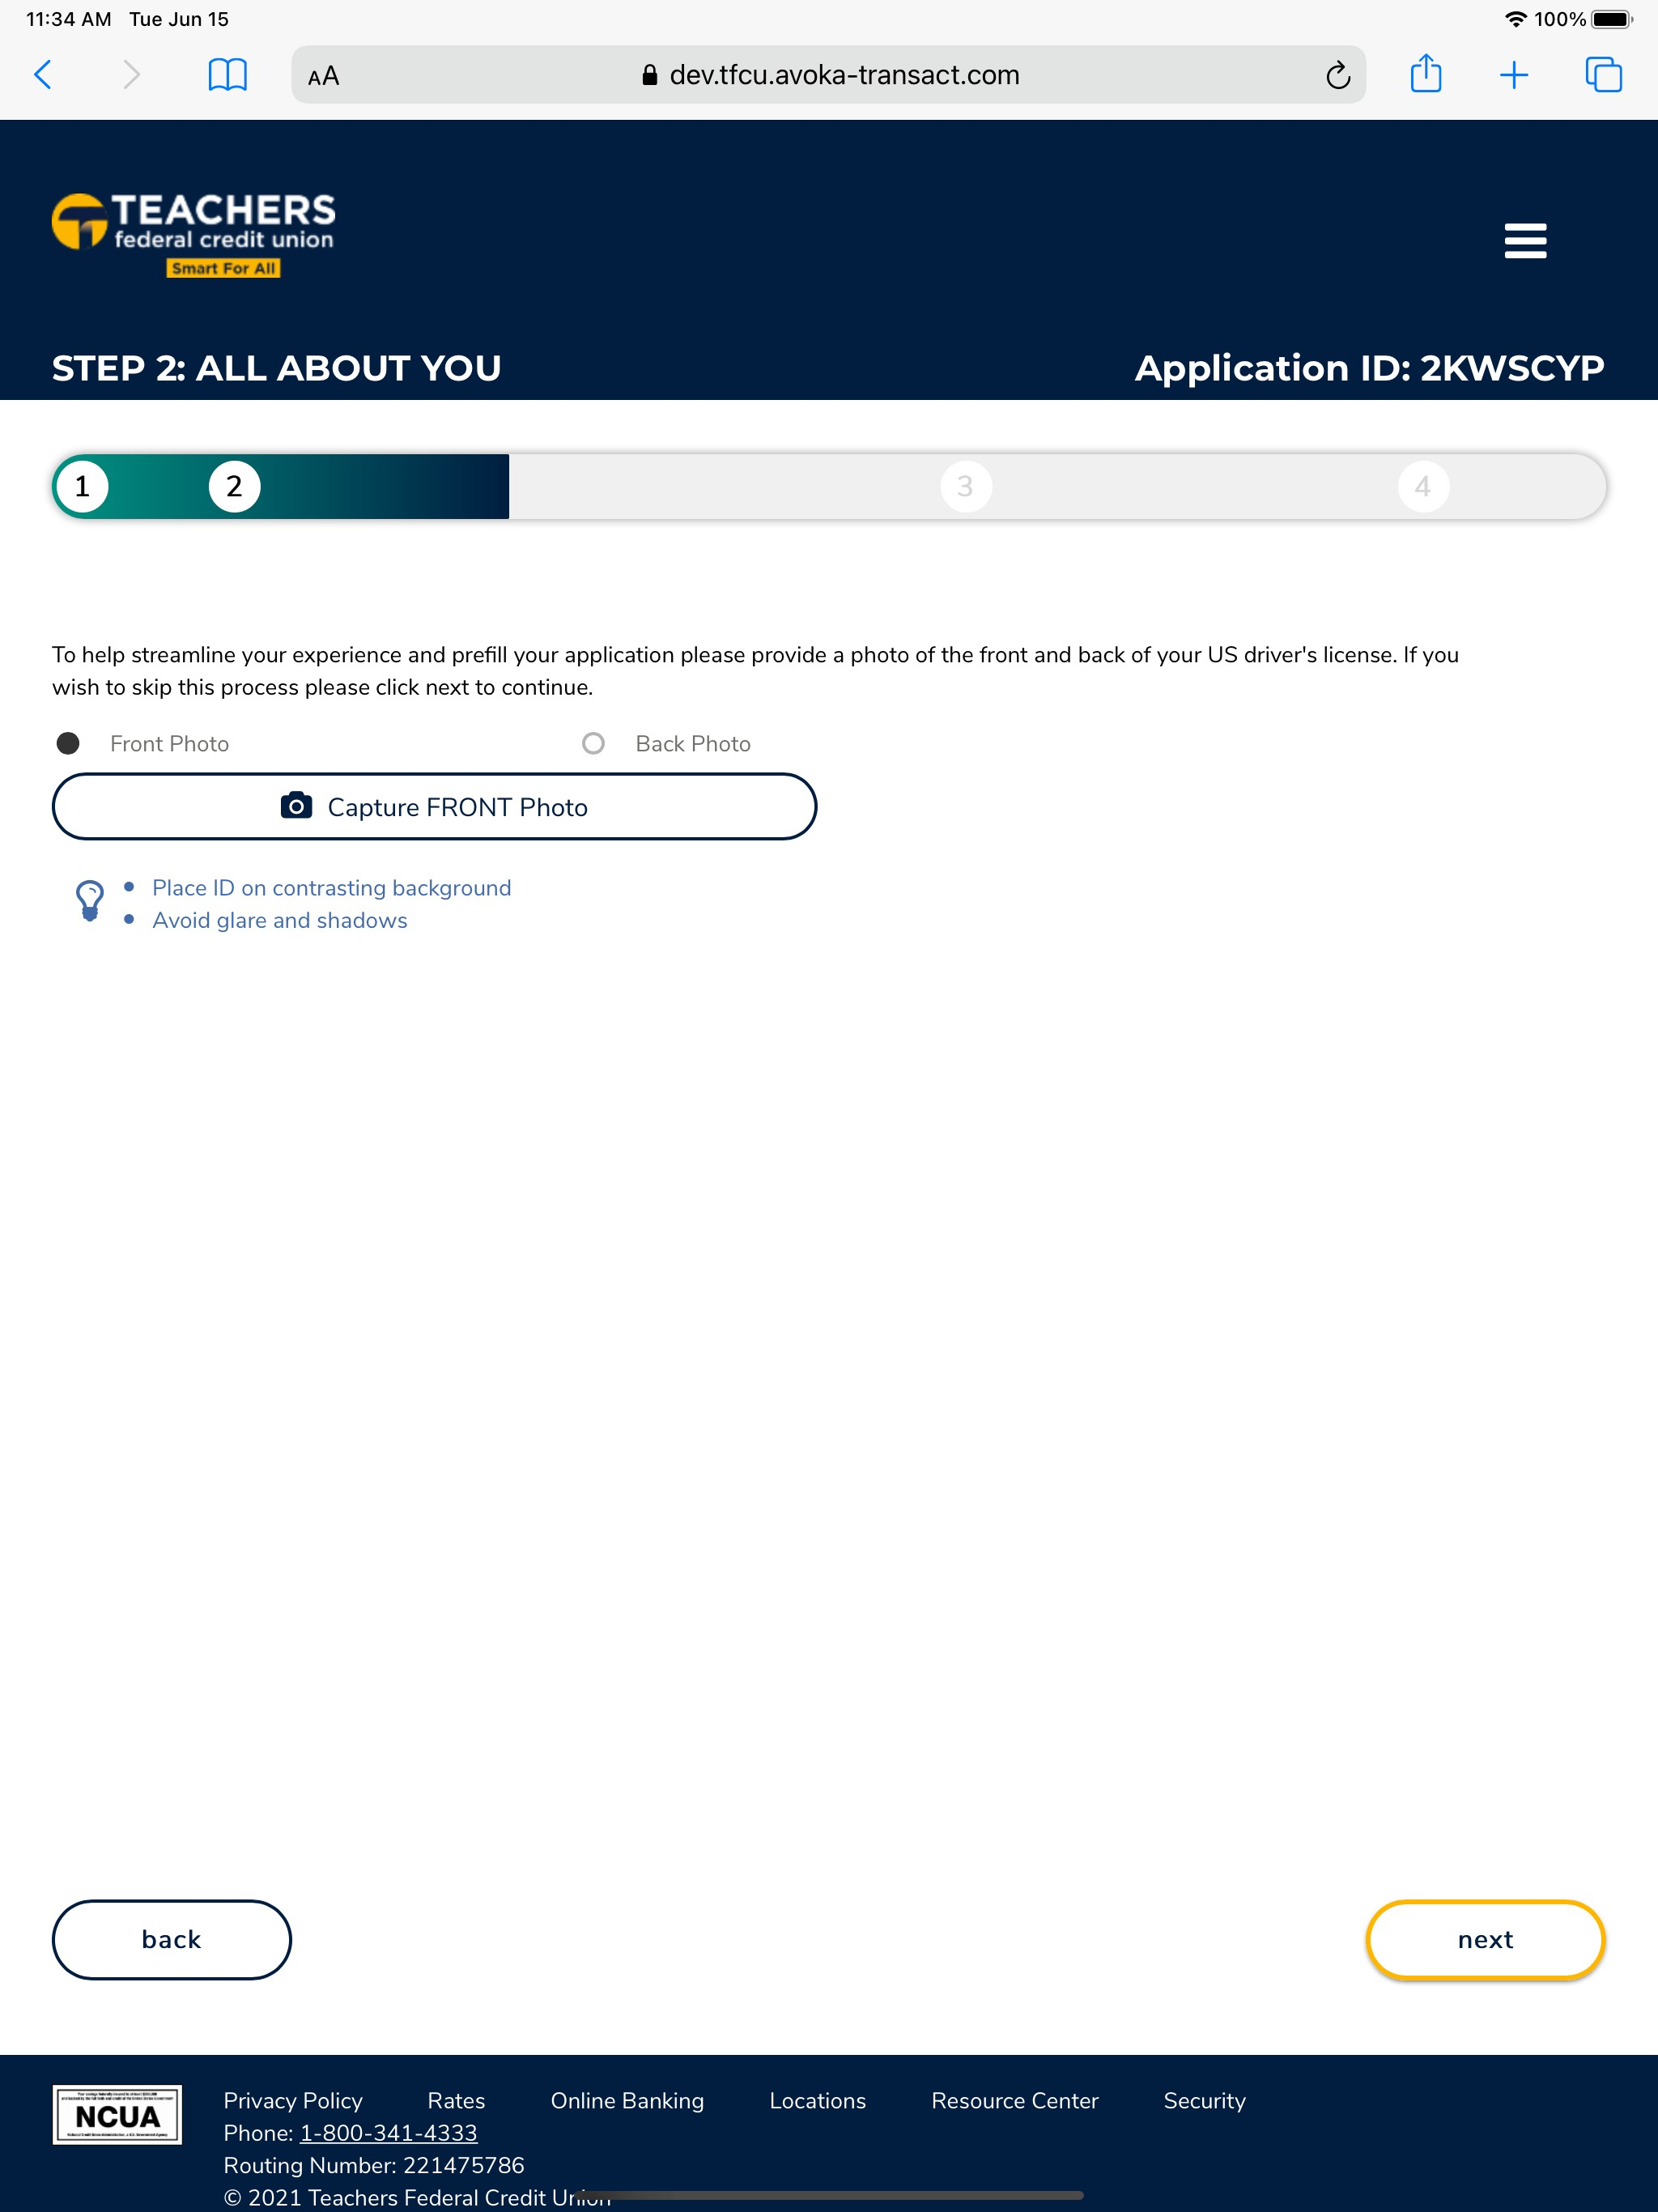 11:34 AM Tue Jun 15 100%
AA dev.tfcu.avoka-transact.com
TEACHERS
federal credit union
Smart For All
STEP 2: ALL ABOUT YOU Application ID: 2KWSCYP
1 2 3 4
To help streamline your experience and prefill your application please provide a photo of the front and back of your US driver's license. If you
wish to skip this process please click next to continue.
Front Photo Back Photo
Capture FRONT Photo
Place ID on contrasting background
Avoid glare and shadows
back next
NCUA
Privacy Policy Rates Online Banking Locations Resource Center Security
Phone: 1-800-341-4333
Routing Number: 221475786
© 2021 Teachers Federal Credit Union